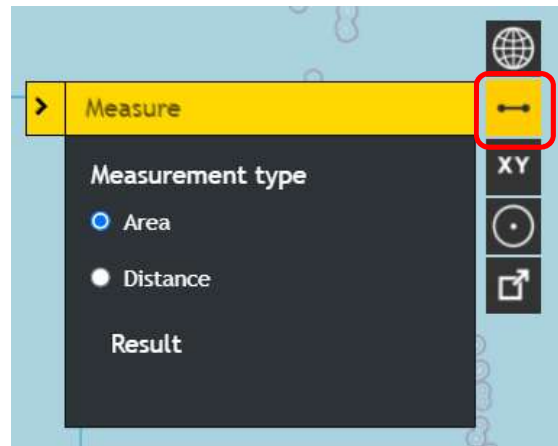 > Measure
XY
Measurement type
Area
Distance
Result